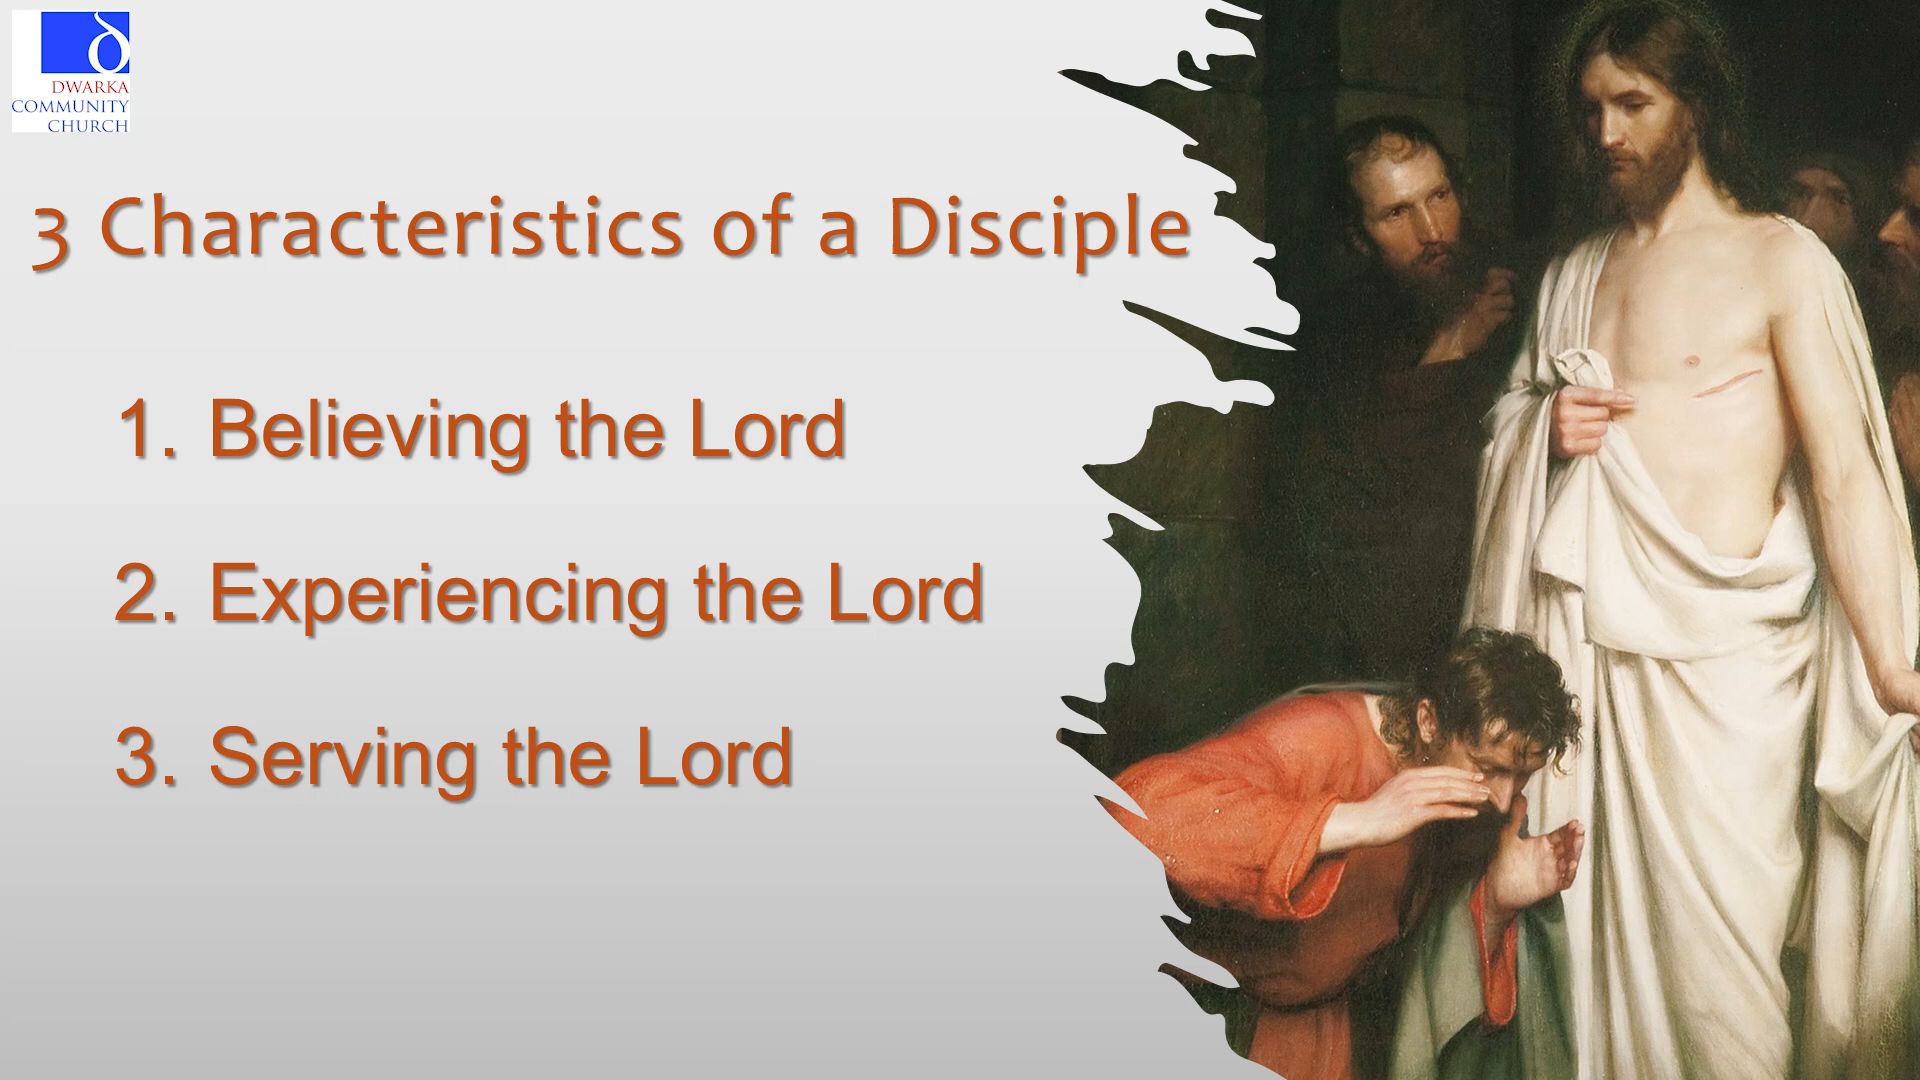 DWARKA
COMMUNITY
CHURCH
3 Characteristics of a Disciple
1. Believing the Lord
2. Experiencing the Lord
3. Serving the Lord